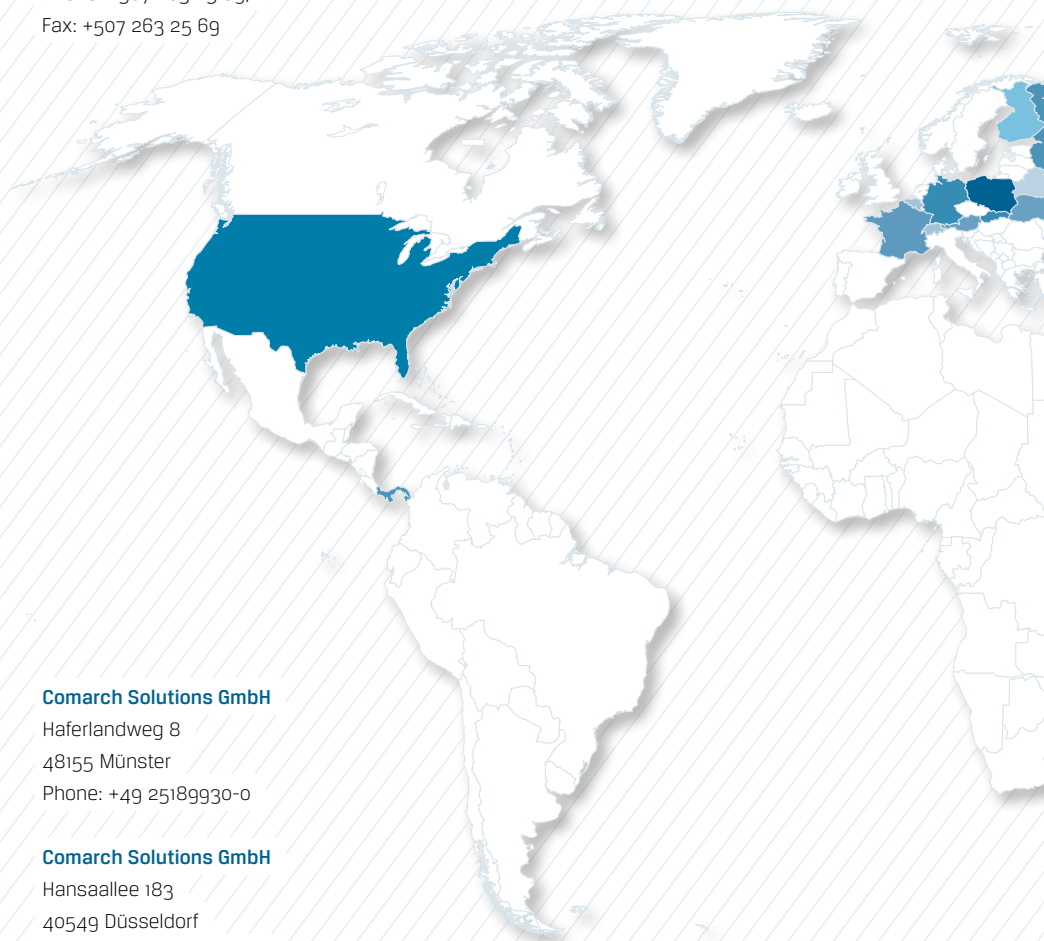 Fax: +507 263 25 69
Comarch Solutions GmbH
Haferlandweg 8
48155 Münster
Phone: +49 25189930-0
Comarch Solutions GmbH
Hansaallee 183
40549 Düsseldorf